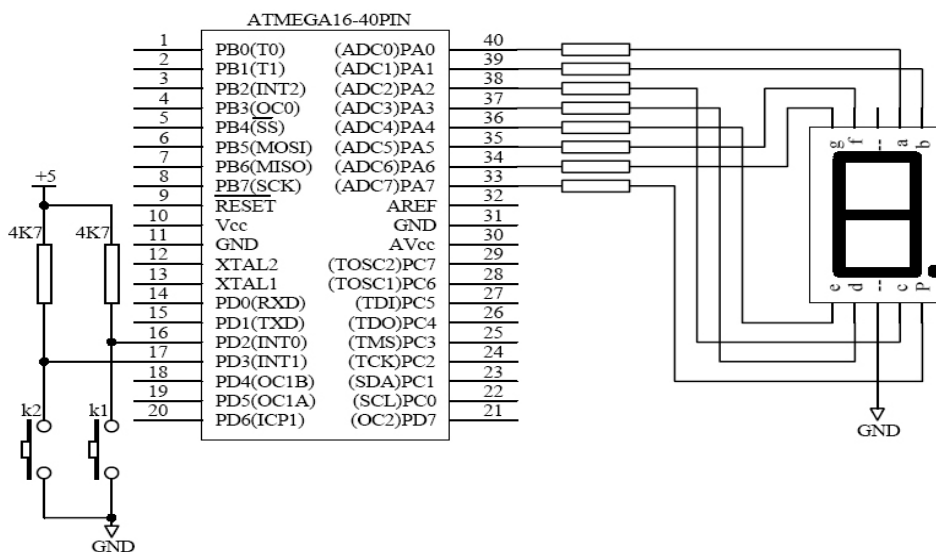 ATMEGA16-40PIN
1 PB0(T0) (ADC0)PA0 40
2 PB1(T1) (ADC1)PA1 39
3 PB2(INT2) (ADC2)PA2 38
4 PB3(OC0) (ADC3)PA3 37
5 PB4(SS) (ADC4)PA4 36
6 PB5(MOSI) (ADC5)PA5 35
7 PB6(MISO) (ADC6)PA6 34
8 PB7(SCK) (ADC7)PA7 33
9 RESET AREF 32
10 Vcc GND 31
11 GND AVcc 30
12 XTAL2 (TOSC2)PC7 29
13 XTAL1 (TOSC1)PC6 28
14 PD0(RXD) (TDI)PC5 27
15 PD1(TXD) (TDO)PC4 26
16 PD2(INT0) (TMS)PC3 25
17 PD3(INT1) (TCK)PC2 24
18 PD4(OC1B) (SDA)PC1 23
19 PD5(OC1A) (SCL)PC0 22
20 PD6(ICP1) (OC2)PD7 21
+5
4K7 4K7
k2 k1
GND
g f -- a b
e d -- c P
GND